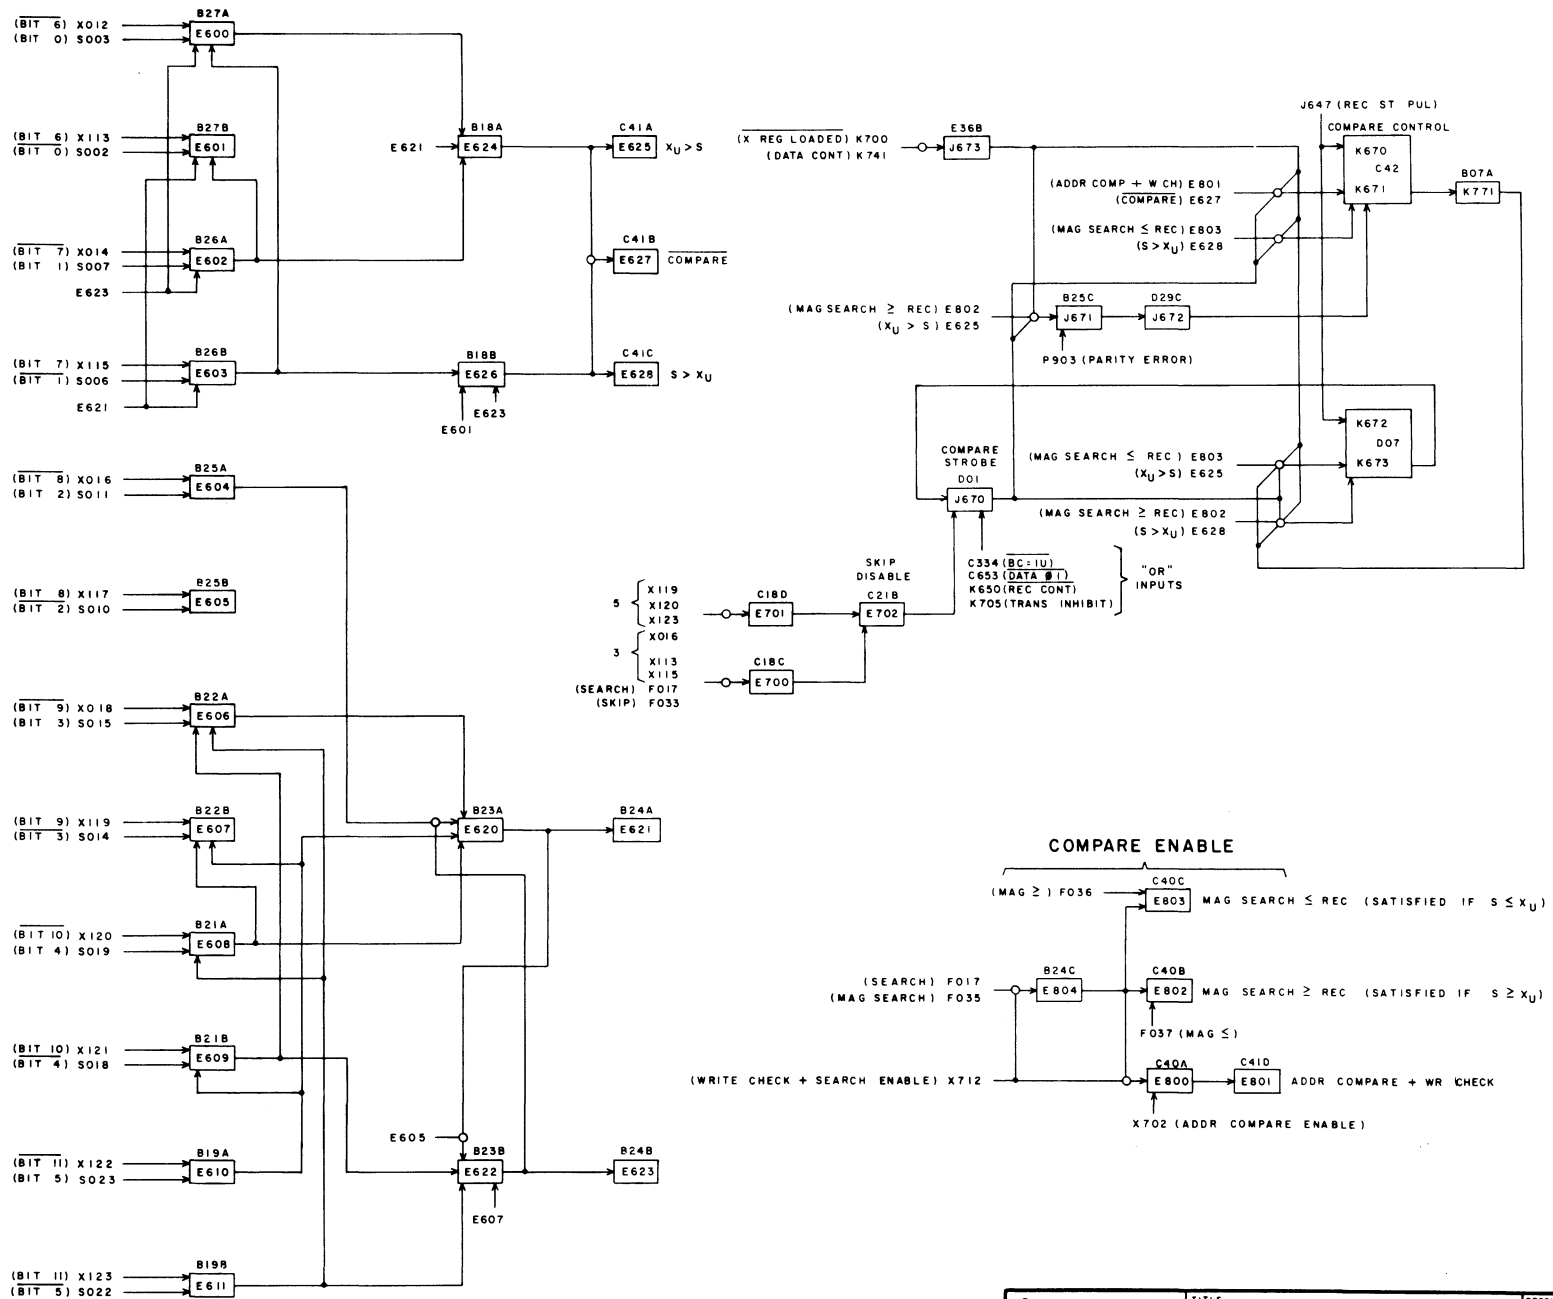 B27A
(BIT 6) X012
(BIT 0) S003
E600
B27B
(BIT 6) X113
(BIT 0) S002
E601
B26A
(BIT 7) X014
(BIT 1) S007
E602
E623
B26B
(BIT 7) X115
(BIT 1) S006
E603
E621
B18A
E621
E624
B18B
E626
E623
E601
C41A
E625 XU > S
C41B
E627 COMPARE
C41C
E628 S > XU
B25A
(BIT 8) X016
(BIT 2) S011
E604
B25B
(BIT 8) X117
(BIT 2) S010
E605
B22A
(BIT 9) X018
(BIT 3) S015
E606
B22B
(BIT 9) X119
(BIT 3) S014
E607
B21A
(BIT 10) X120
(BIT 4) S019
E608
B21B
(BIT 10) X121
(BIT 4) S018
E609
B19A
(BIT 11) X122
(BIT 5) S023
E610
B19B
(BIT 11) X123
(BIT 5) S022
E611
B23A
E620
B24A
E621
E605
B23B
E622
E607
B24B
E623
J647 (REC ST PUL)
COMPARE CONTROL
K670
C42
K671
B07A
K771
(X REG LOADED) K700
(DATA CONT) K741
E36B
J673
(ADDR COMP + W CH) E801
(COMPARE) E627
(MAG SEARCH ≤ REC) E803
(S > XU) E628
(MAG SEARCH ≥ REC) E802
(XU > S) E625
B25C
J671
D29C
J672
P903 (PARITY ERROR)
K672
D07
K673
COMPARE
STROBE
D01
J670
(MAG SEARCH ≤ REC) E803
(XU > S) E625
(MAG SEARCH ≥ REC) E802
(S > XU) E628
C334 (BC = 1U)
C653 (DATA Ø 1)
K650 (REC CONT)
K705 (TRANS INHIBIT)
"OR"
INPUTS
SKIP
DISABLE
C21B
E702
5
X119
X120
X123
C18D
E701
3
X016
X113
X115
(SEARCH) F017
(SKIP) F033
C18C
E700
COMPARE ENABLE
(MAG ≥) F036
C40C
E803 MAG SEARCH ≤ REC (SATISFIED IF S ≤ XU)
(SEARCH) F017
(MAG SEARCH) F035
B24C
E804
C40B
E802 MAG SEARCH ≥ REC (SATISFIED IF S ≥ XU)
F037 (MAG ≤)
(WRITE CHECK + SEARCH ENABLE) X712
C40A
E800
C41D
E801 ADDR COMPARE + WR CHECK
X702 (ADDR COMPARE ENABLE)
TITLE